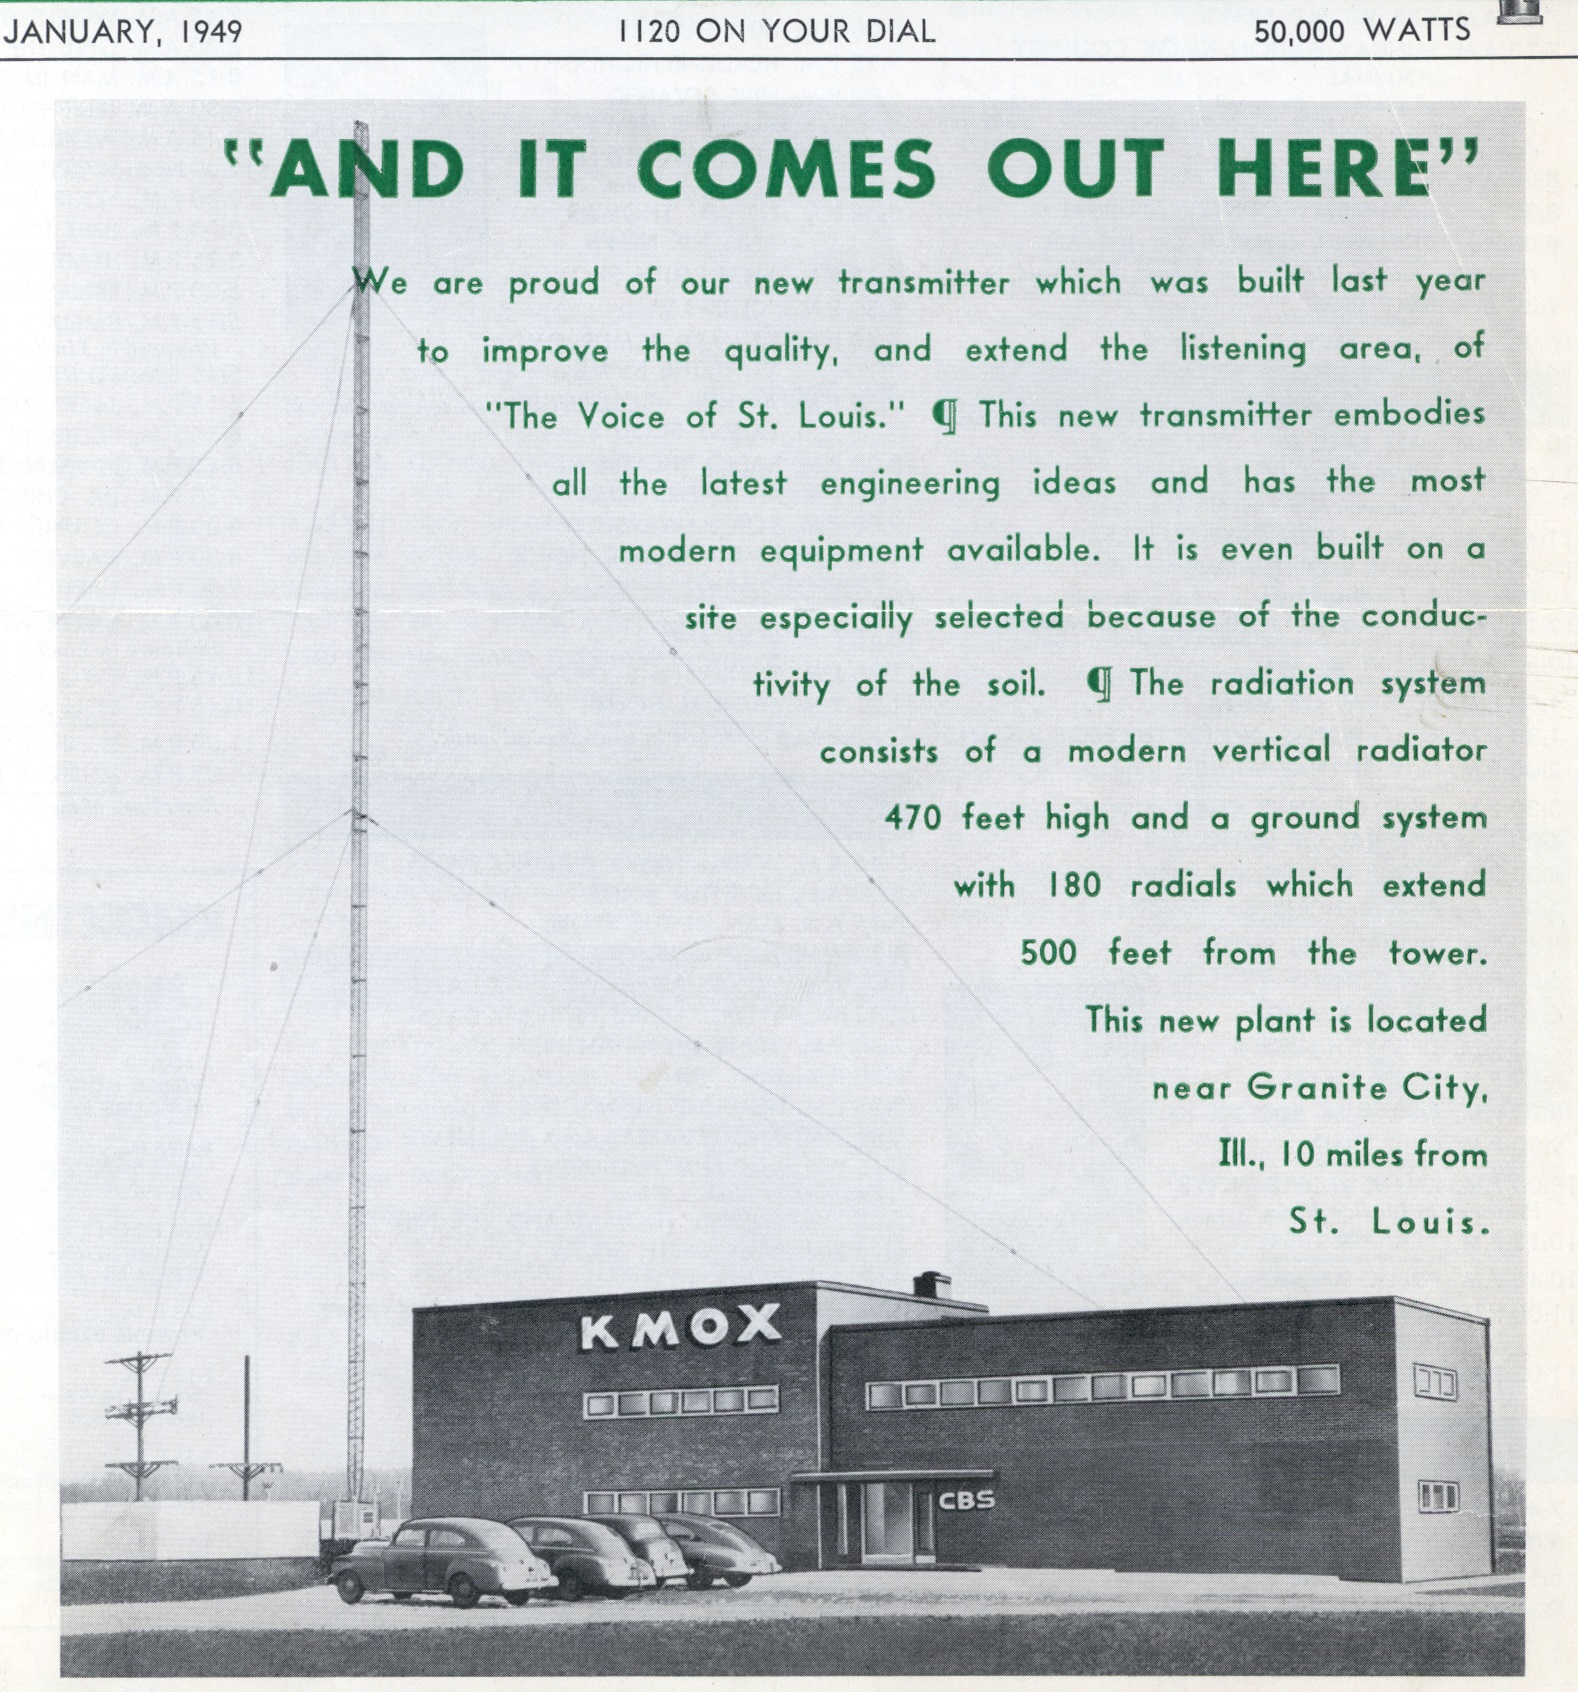 JANUARY, 1949 1120 ON YOUR DIAL 50,000 WATTS
"AND IT COMES OUT HERE"
We are proud of our new transmitter which was built last year
to improve the quality, and extend the listening area, of
"The Voice of St. Louis." ¶ This new transmitter embodies
all the latest engineering ideas and has the most
modern equipment available. It is even built on a
site especially selected because of the conduc-
tivity of the soil. ¶ The radiation system
consists of a modern vertical radiator
470 feet high and a ground system
with 180 radials which extend
500 feet from the tower.
This new plant is located
near Granite City,
Ill., 10 miles from
St. Louis.
KMOX
CBS